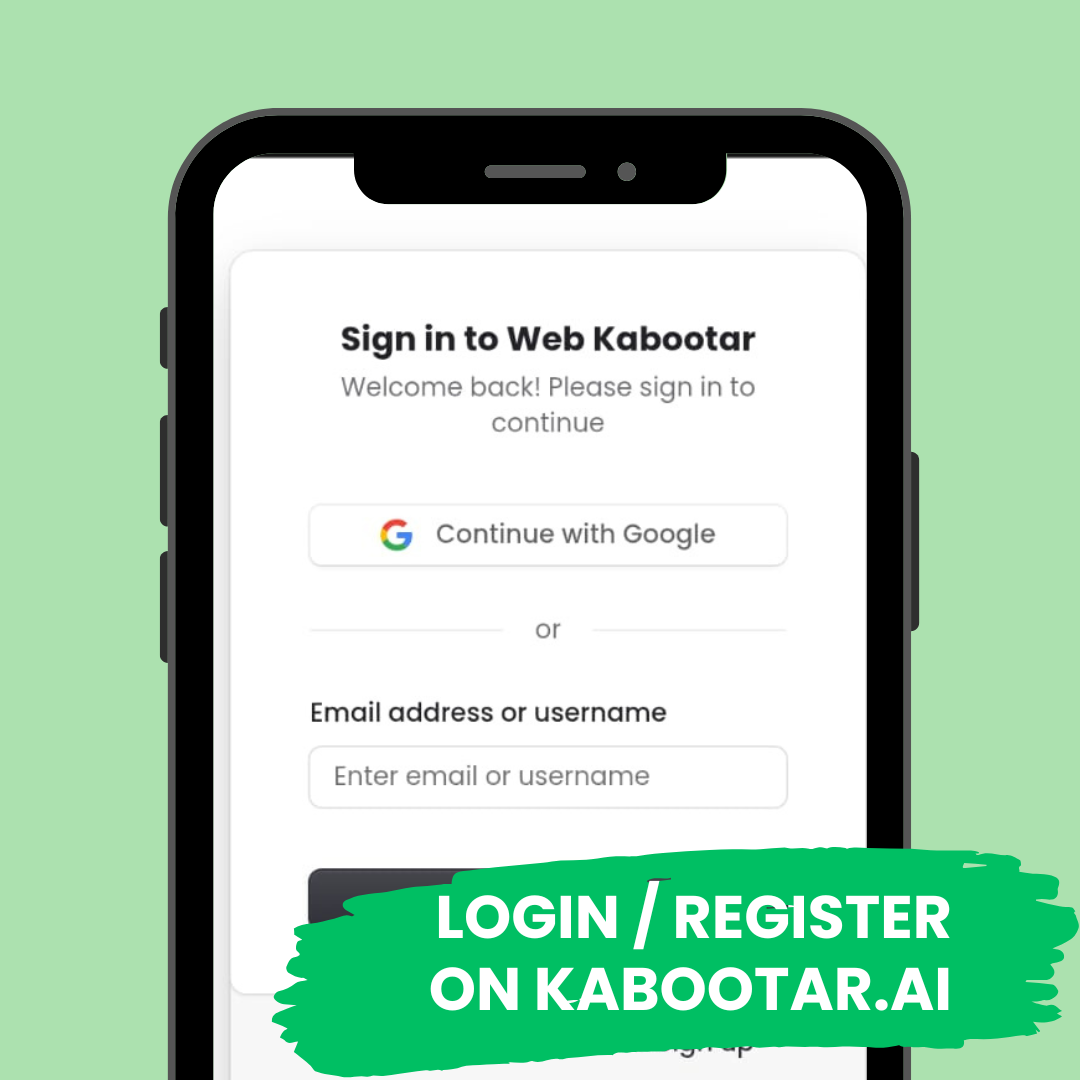 Sign in to Web Kabootar
Welcome back! Please sign in to
continue
Continue with Google
or
Email address or username
Enter email or username
LOGIN / REGISTER
ON KABOOTAR.AI